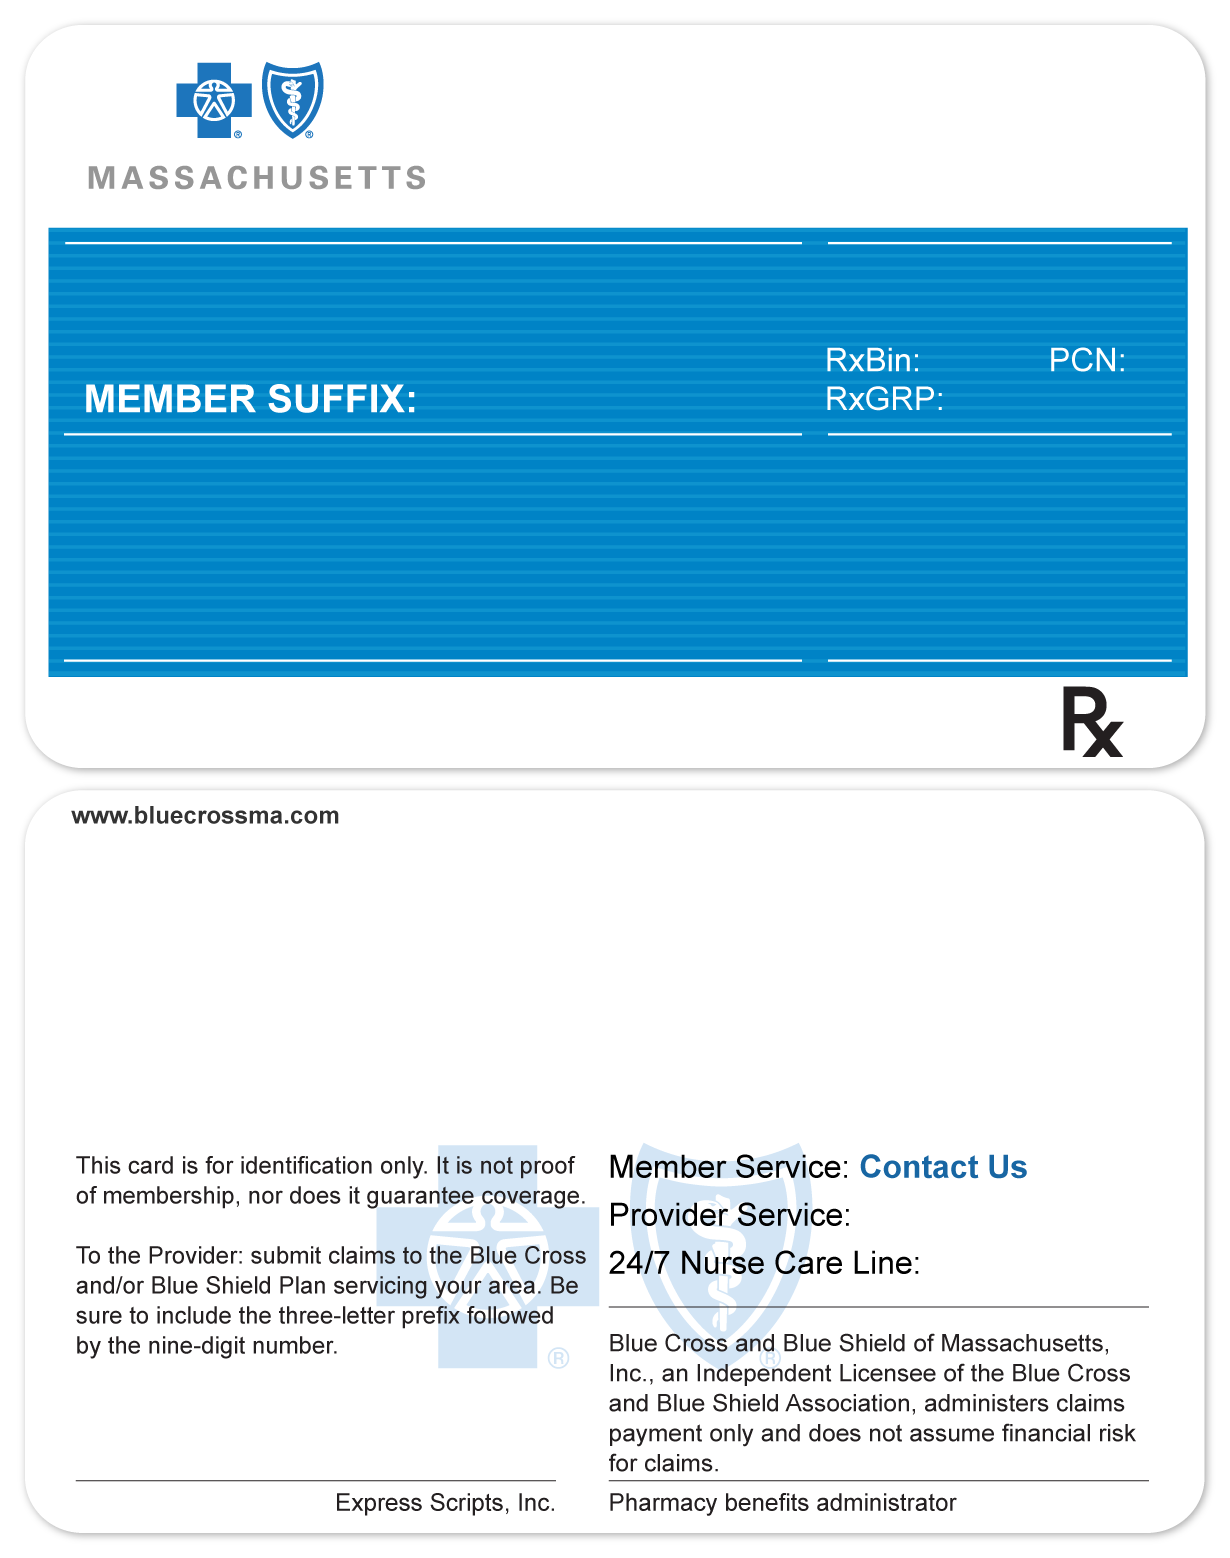 MASSACHUSETTS
RxBin: PCN:
MEMBER SUFFIX: RxGRP:
Rx
www.bluecrossma.com
This card is for identification only. It is not proof
of membership, nor does it guarantee coverage.
To the Provider: submit claims to the Blue Cross
and/or Blue Shield Plan servicing your area. Be
sure to include the three-letter prefix followed
by the nine-digit number.
Member Service: Contact Us
Provider Service:
24/7 Nurse Care Line:
Blue Cross and Blue Shield of Massachusetts,
Inc., an Independent Licensee of the Blue Cross
and Blue Shield Association, administers claims
payment only and does not assume financial risk
for claims.
Express Scripts, Inc. Pharmacy benefits administrator